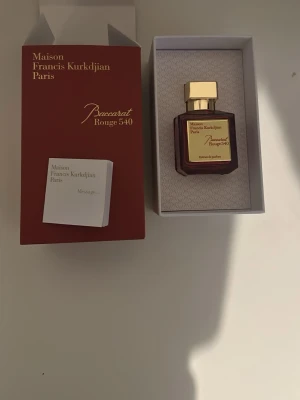 Maison
Francis Kurkdjian
Paris
Baccarat
Rouge 540
Maison
Francis Kurkdjian
Paris
Maison
Francis Kurkdjian
Paris
Baccarat
Rouge 540